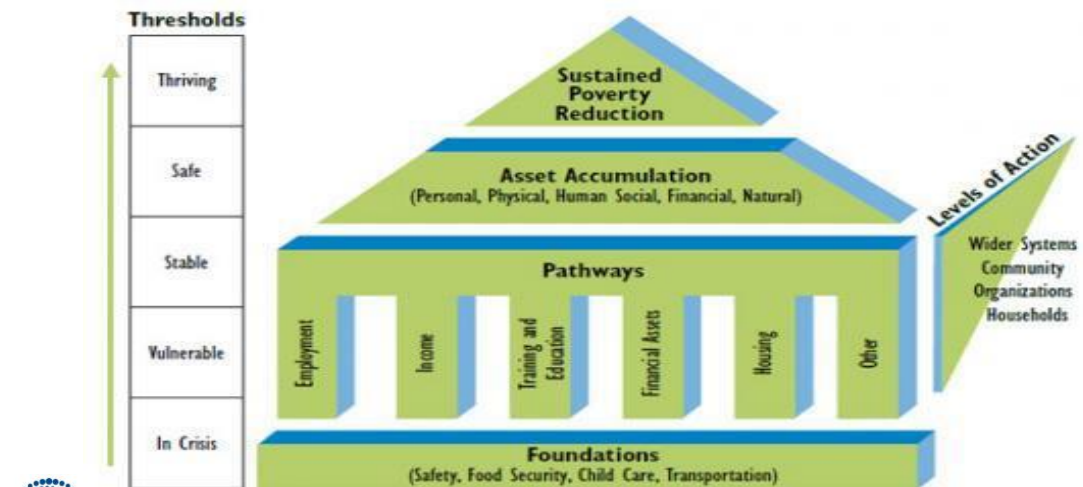 Thresholds
Thriving
Safe
Stable
Vulnerable
In Crisis
Sustained
Poverty
Reduction
Asset Accumulation
(Personal, Physical, Human Social, Financial, Natural)
Pathways
Employment
Income
Training and
Education
Financial Assets
Housing
Other
Foundations
(Safety, Food Security, Child Care, Transportation)
Levels of Action
Wider Systems
Community
Organizations
Households